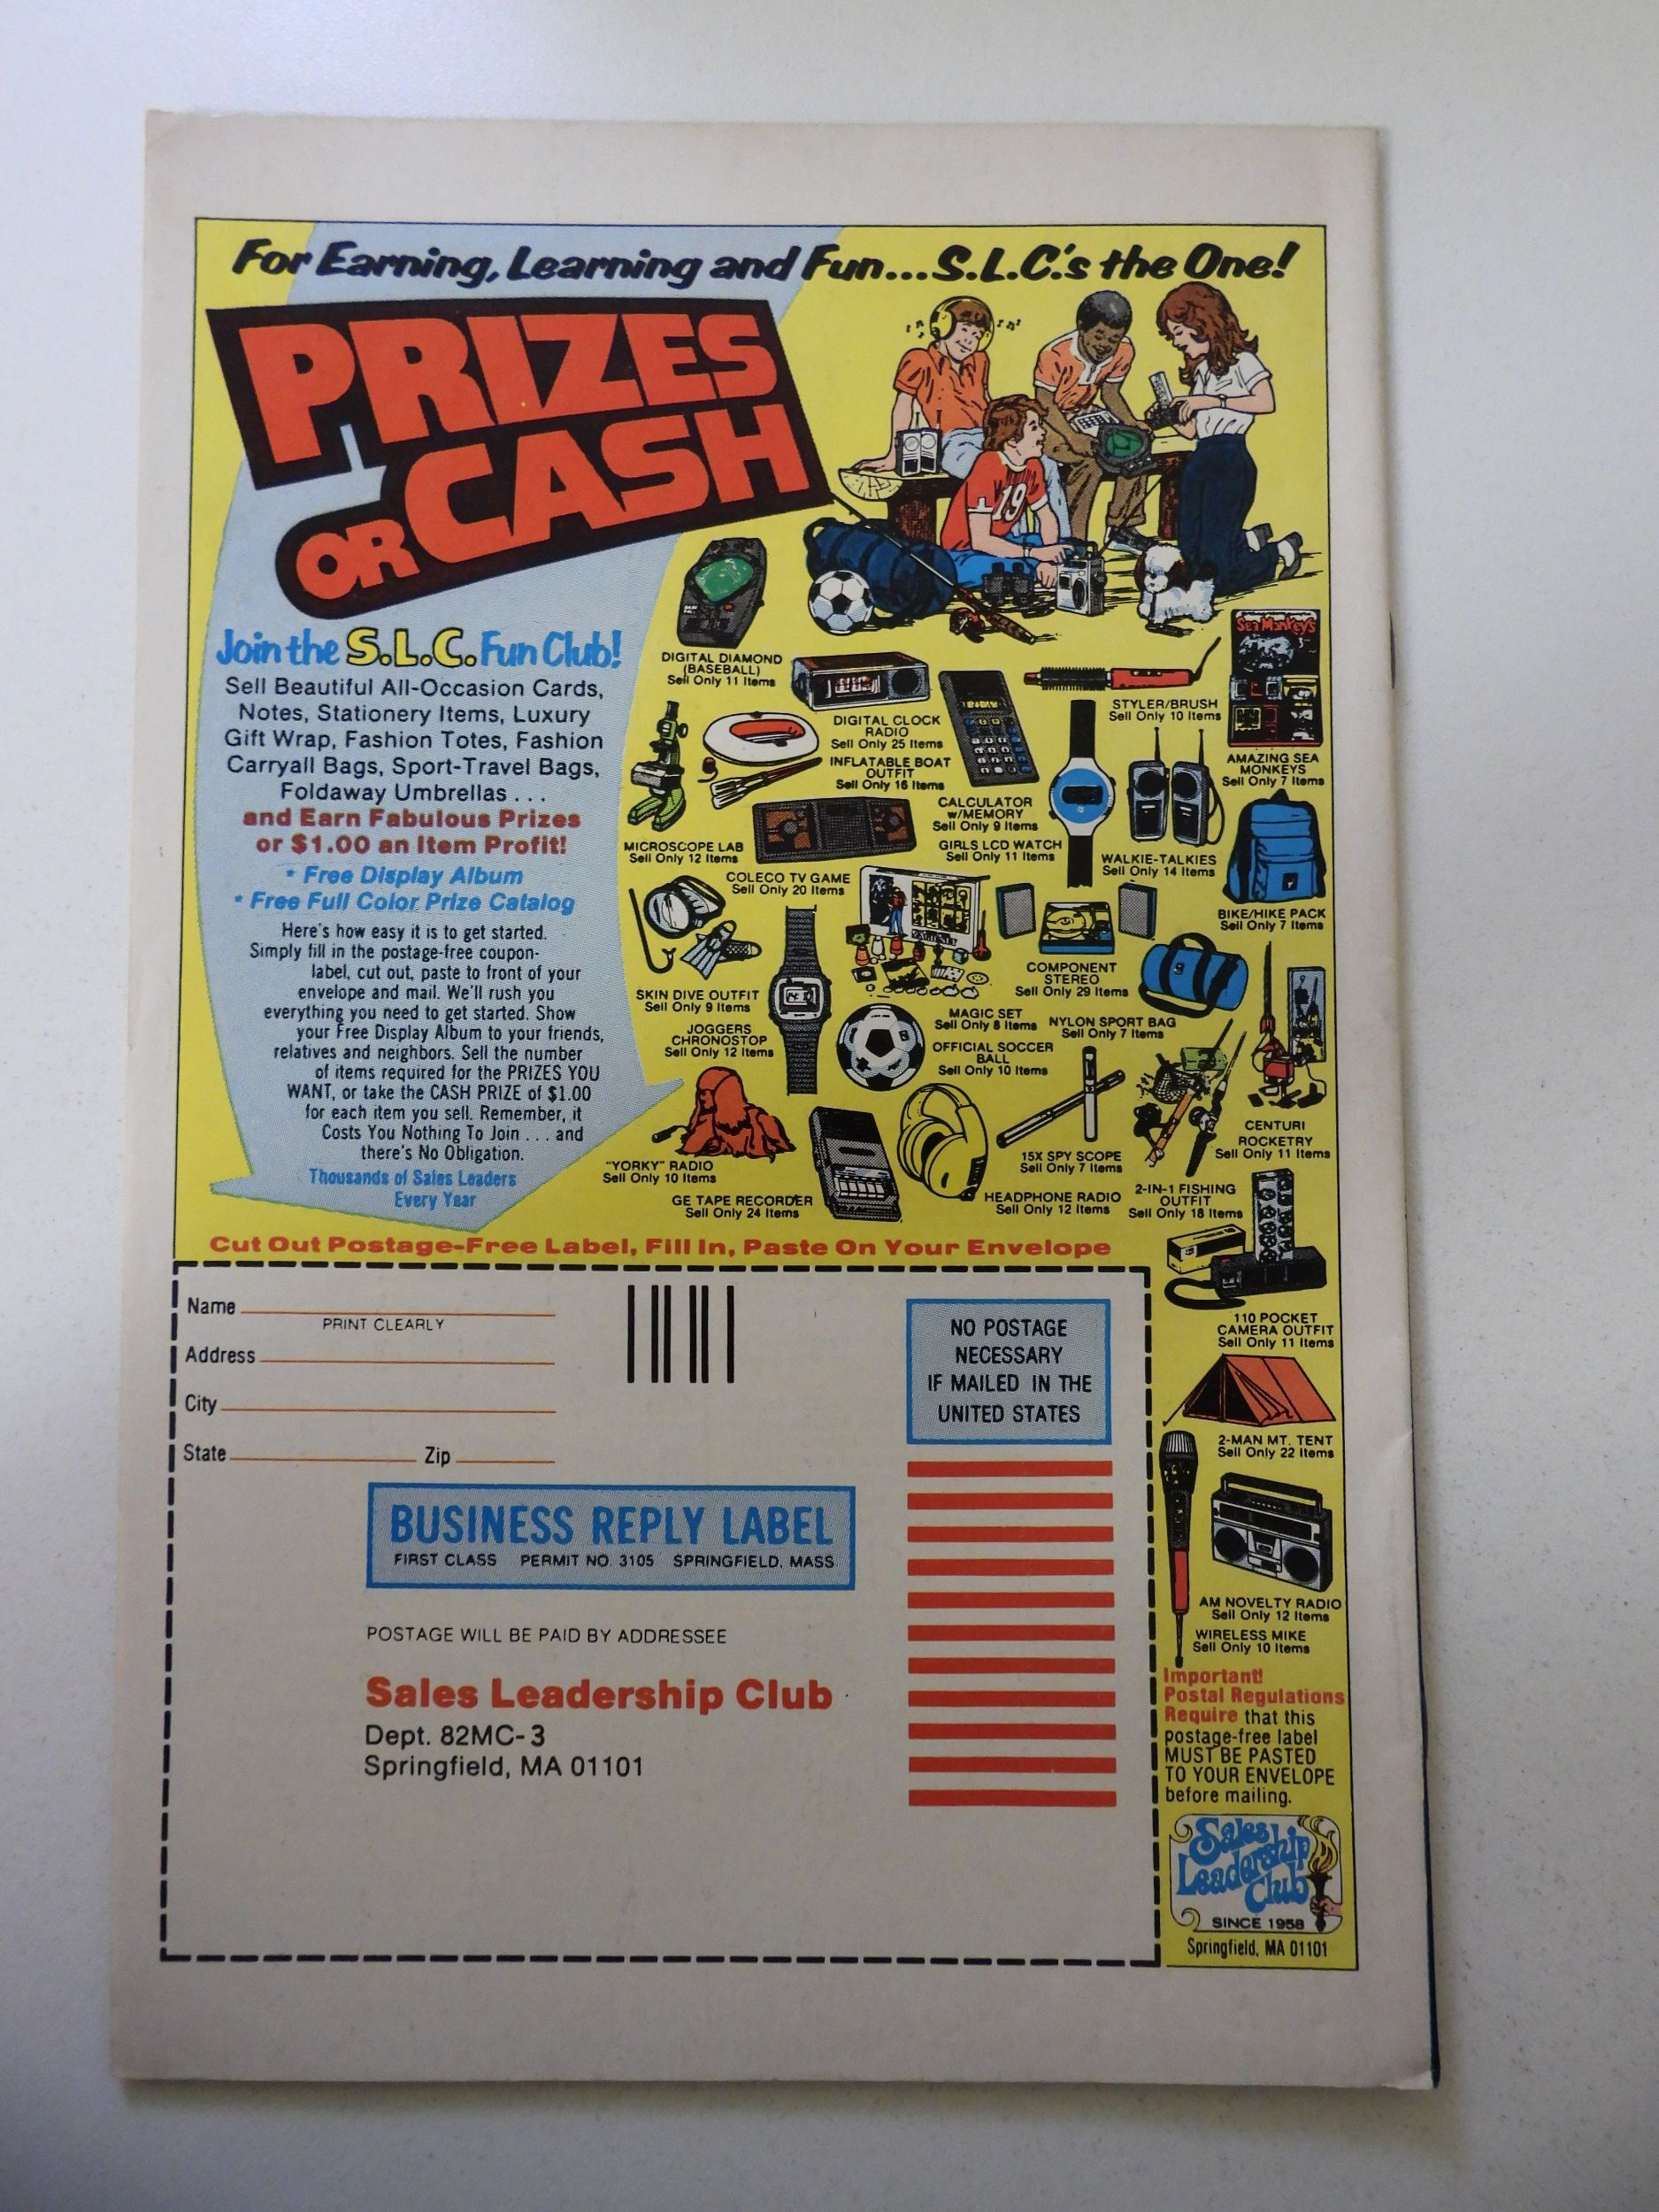 For Earning, Learning and Fun...S.L.C.'s the One!
PRIZES
OR CASH
Join the S.L.C. Fun Club!
Sell Beautiful All-Occasion Cards,
Notes, Stationery Items, Luxury
Gift Wrap, Fashion Totes, Fashion
Carryall Bags, Sport-Travel Bags,
Foldaway Umbrellas . . .
and Earn Fabulous Prizes
or $1.00 an Item Profit!
* Free Display Album
* Free Full Color Prize Catalog
Here's how easy it is to get started.
Simply fill in the postage-free coupon-
label, cut out, paste to front of your
envelope and mail. We'll rush you
everything you need to get started. Show
your Free Display Album to your friends,
relatives and neighbors. Sell the number
of items required for the PRIZES YOU
WANT, or take the CASH PRIZE of $1.00
for each item you sell. Remember, it
Costs You Nothing To Join . . . and
there's No Obligation.
Thousands of Sales Leaders
Every Year
19
DIGITAL DIAMOND
(BASEBALL)
Sell Only 11 Items
DIGITAL CLOCK
RADIO
Sell Only 25 Items
STYLER/BRUSH
Sell Only 10 Items
Sea Monkeys
AMAZING SEA
MONKEYS
Sell Only 7 Items
INFLATABLE BOAT
OUTFIT
Sell Only 16 Items
CALCULATOR
w/MEMORY
Sell Only 9 Items
MICROSCOPE LAB
Sell Only 12 Items
GIRLS LCD WATCH
Sell Only 11 Items
WALKIE-TALKIES
Sell Only 14 Items
COLECO TV GAME
Sell Only 20 Items
BIKE/HIKE PACK
Sell Only 7 Items
COMPONENT
STEREO
Sell Only 29 Items
SKIN DIVE OUTFIT
Sell Only 9 Items
MAGIC SET
Sell Only 8 Items
NYLON SPORT BAG
Sell Only 7 Items
JOGGERS
CHRONOSTOP
Sell Only 12 Items
OFFICIAL SOCCER
BALL
Sell Only 10 Items
CENTURI
ROCKETRY
Sell Only 11 Items
"YORKY" RADIO
Sell Only 10 Items
15X SPY SCOPE
Sell Only 7 Items
GE TAPE RECORDER
Sell Only 24 Items
HEADPHONE RADIO
Sell Only 12 Items
2-IN-1 FISHING
OUTFIT
Sell Only 18 Items
110 POCKET
CAMERA OUTFIT
Sell Only 11 Items
2-MAN MT. TENT
Sell Only 22 Items
AM NOVELTY RADIO
Sell Only 12 Items
WIRELESS MIKE
Sell Only 10 Items
Important!
Postal Regulations
Require that this
postage-free label
MUST BE PASTED
TO YOUR ENVELOPE
before mailing.
Sales
Leadership
Club
SINCE 1958
Springfield, MA 01101
Cut Out Postage-Free Label, Fill In, Paste On Your Envelope
Name
PRINT CLEARLY
Address
City
State Zip
NO POSTAGE
NECESSARY
IF MAILED IN THE
UNITED STATES
BUSINESS REPLY LABEL
FIRST CLASS PERMIT NO. 3105 SPRINGFIELD, MASS.
POSTAGE WILL BE PAID BY ADDRESSEE
Sales Leadership Club
Dept. 82MC-3
Springfield, MA 01101